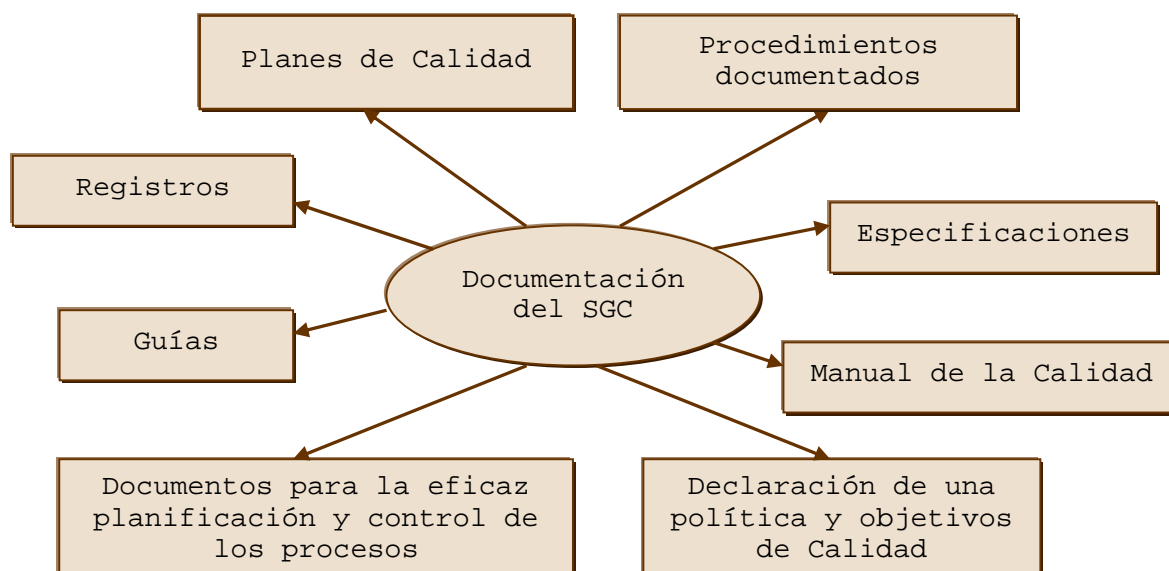 Planes de Calidad
Procedimientos
documentados
Registros
Especificaciones
Documentación
del SGC
Guías
Manual de la Calidad
Documentos para la eficaz
planificación y control de
los procesos
Declaración de una
política y objetivos
de Calidad